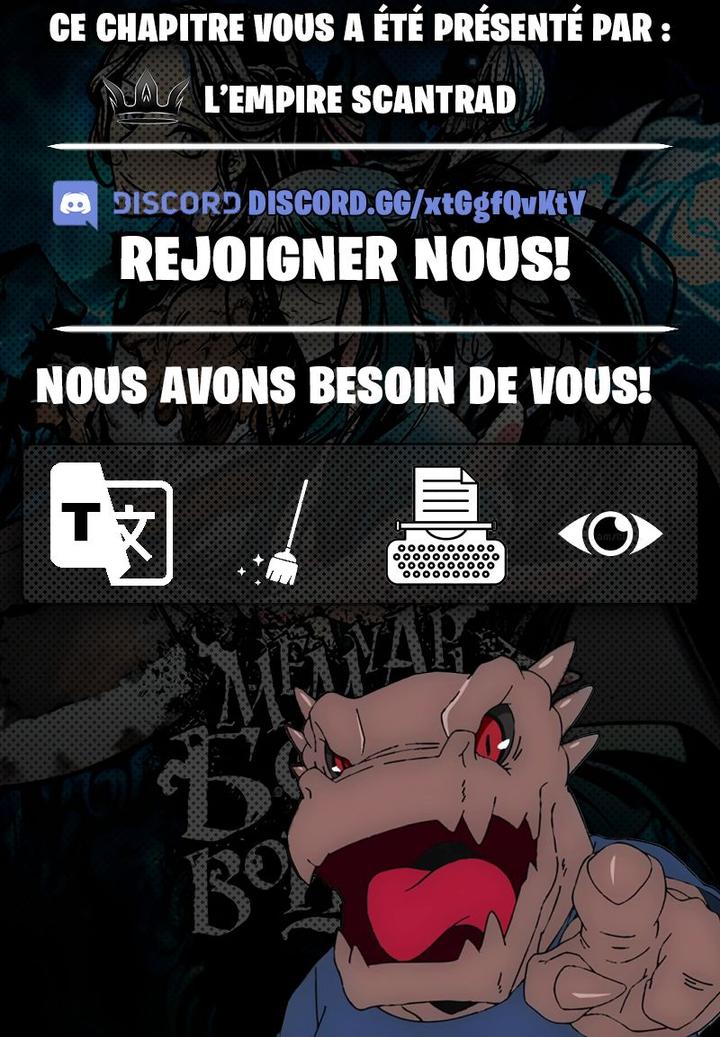 CE CHAPITRE VOUS A ÉTÉ PRÉSENTÉ PAR :
L'EMPIRE SCANTRAD
DISCORD DISCORD.GG/xtGgfQvKtY
REJOIGNER NOUS!
NOUS AVONS BESOIN DE VOUS!
T 文